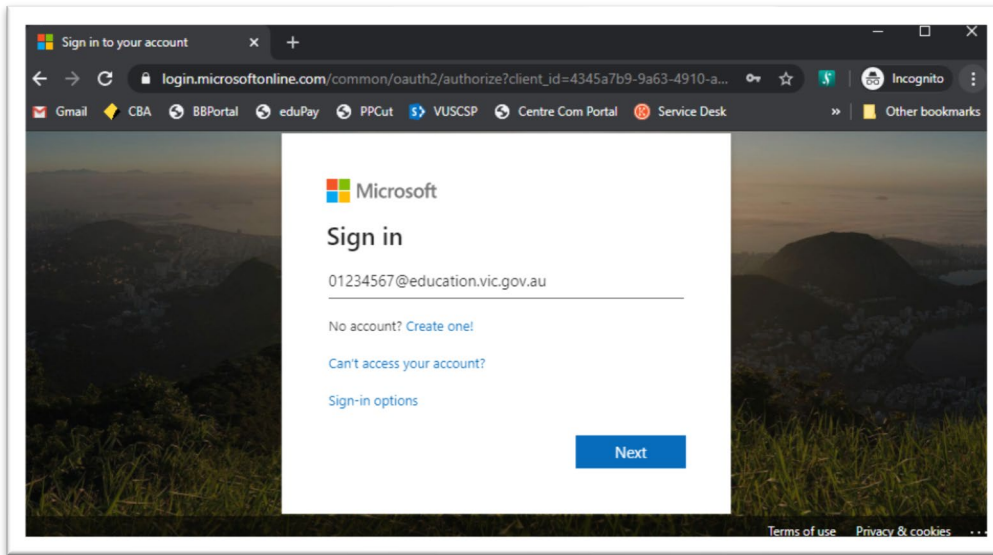 Sign in to your account
login.microsoftonline.com/common/oauth2/authorize?client_id=4345a7b9-9a63-4910-a... Incognito
Gmail CBA BBPortal eduPay PPCut VUSCSP Centre Com Portal Service Desk » Other bookmarks
Microsoft
Sign in
01234567@education.vic.gov.au
No account? Create one!
Can't access your account?
Sign-in options
Next
Terms of use Privacy & cookies ...